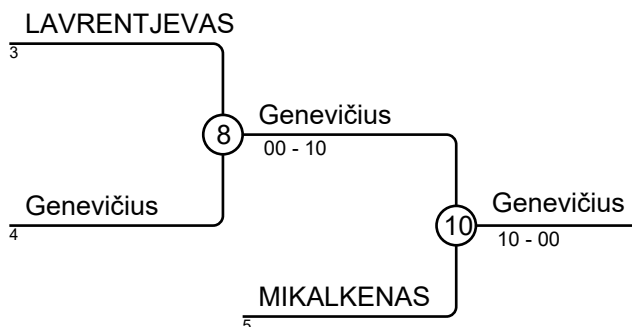 LAVRENTJEVAS
3
8
Genevičius
00 - 10
Genevičius
4
10
Genevičius
10 - 00
MIKALKENAS
5